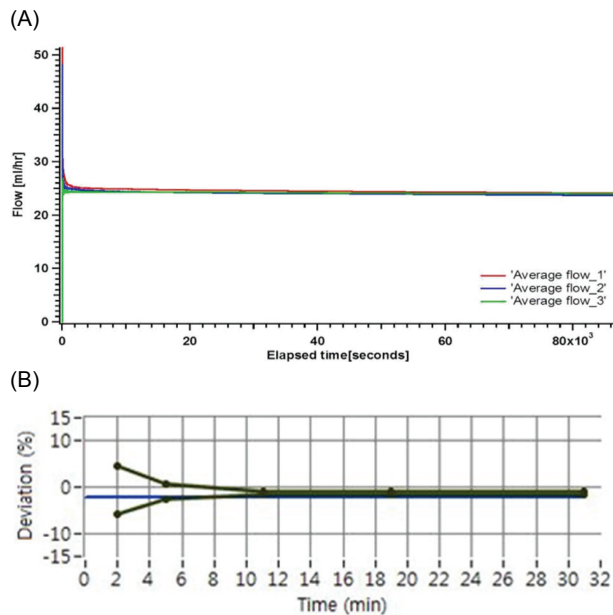 (A)
50
40
30
20
10
0
Flow [ml/hr]
'Average flow_1'
'Average flow_2'
'Average flow_3'
0 20 40 60 80x10³
Elapsed time[seconds]
(B)
15
10
0
-10
-15
Deviation (%)
0 2 4 6 8 10 12 14 16 18 20 22 24 26 28 30 32
Time (min)